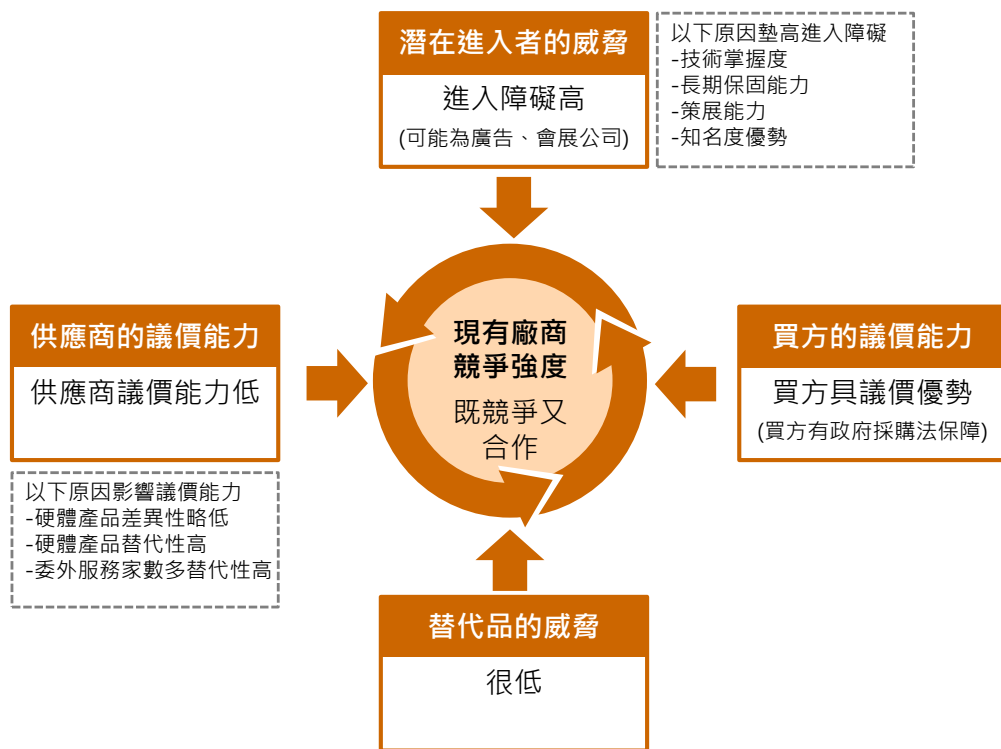 潛在進入者的威脅
進入障礙高
(可能為廣告、會展公司)
以下原因墊高進入障礙
-技術掌握度
-長期保固能力
-策展能力
-知名度優勢
供應商的議價能力
供應商議價能力低
以下原因影響議價能力
-硬體產品差異性略低
-硬體產品替代性高
-委外服務家數多替代性高
現有廠商
競爭強度
既競爭又
合作
買方的議價能力
買方具議價優勢
(買方有政府採購法保障)
替代品的威脅
很低